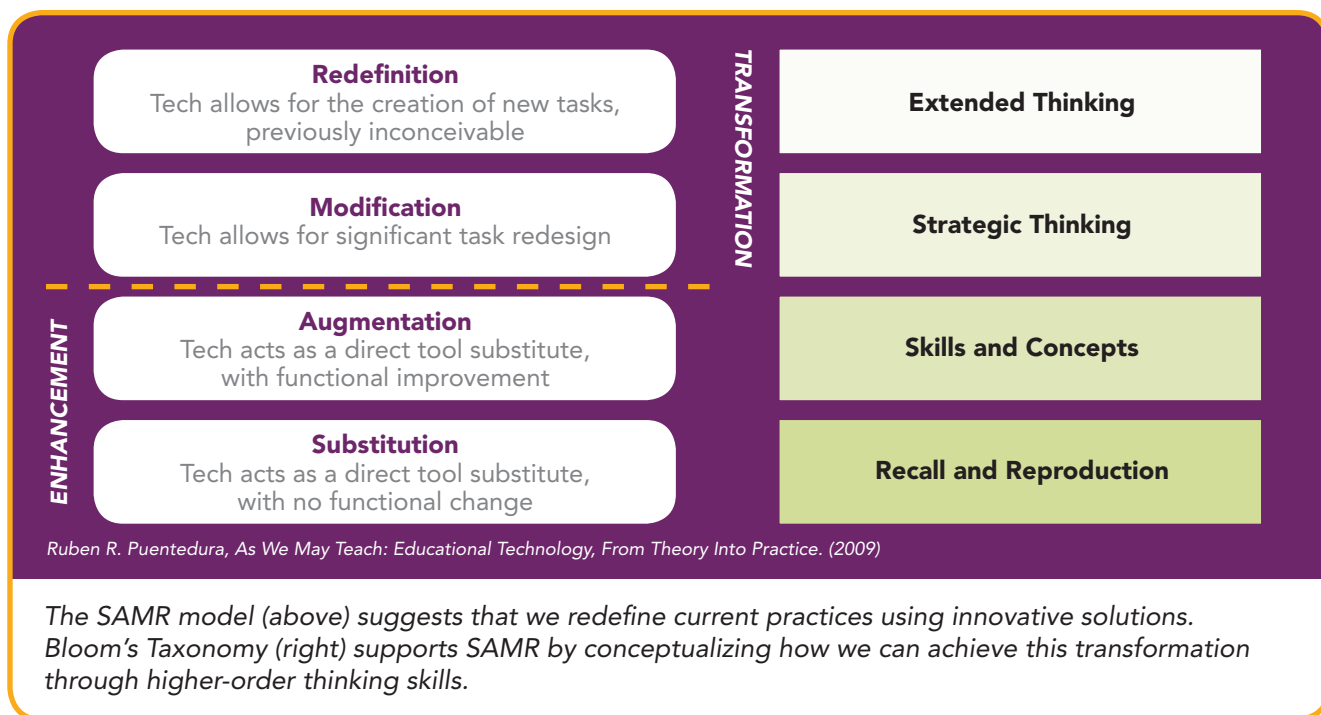 Redefinition
Tech allows for the creation of new tasks,
previously inconceivable
Modification
Tech allows for significant task redesign
TRANSFORMATION
Augmentation
Tech acts as a direct tool substitute,
with functional improvement
Substitution
Tech acts as a direct tool substitute,
with no functional change
ENHANCEMENT
Extended Thinking
Strategic Thinking
Skills and Concepts
Recall and Reproduction
Ruben R. Puentedura, As We May Teach: Educational Technology, From Theory Into Practice. (2009)
The SAMR model (above) suggests that we redefine current practices using innovative solutions.
Bloom's Taxonomy (right) supports SAMR by conceptualizing how we can achieve this transformation
through higher-order thinking skills.